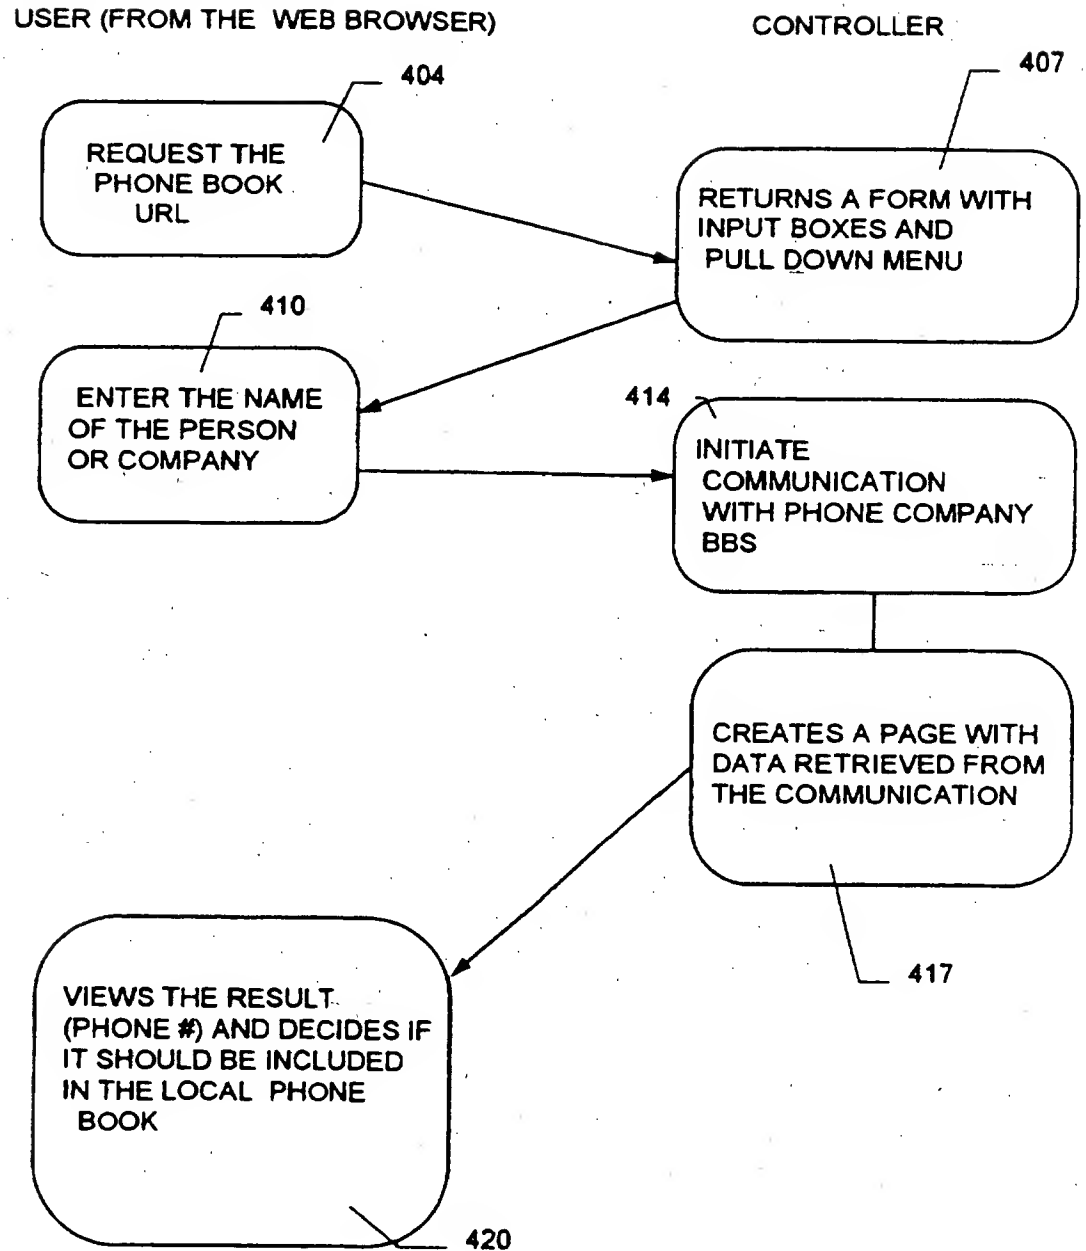 USER (FROM THE WEB BROWSER)
CONTROLLER
404
407
REQUEST THE
PHONE BOOK
URL
RETURNS A FORM WITH
INPUT BOXES AND
PULL DOWN MENU
410
ENTER THE NAME
OF THE PERSON
OR COMPANY
414
INITIATE
COMMUNICATION
WITH PHONE COMPANY
BBS
CREATES A PAGE WITH
DATA RETRIEVED FROM
THE COMMUNICATION
417
VIEWS THE RESULT
(PHONE #) AND DECIDES IF
IT SHOULD BE INCLUDED
IN THE LOCAL PHONE
BOOK
420